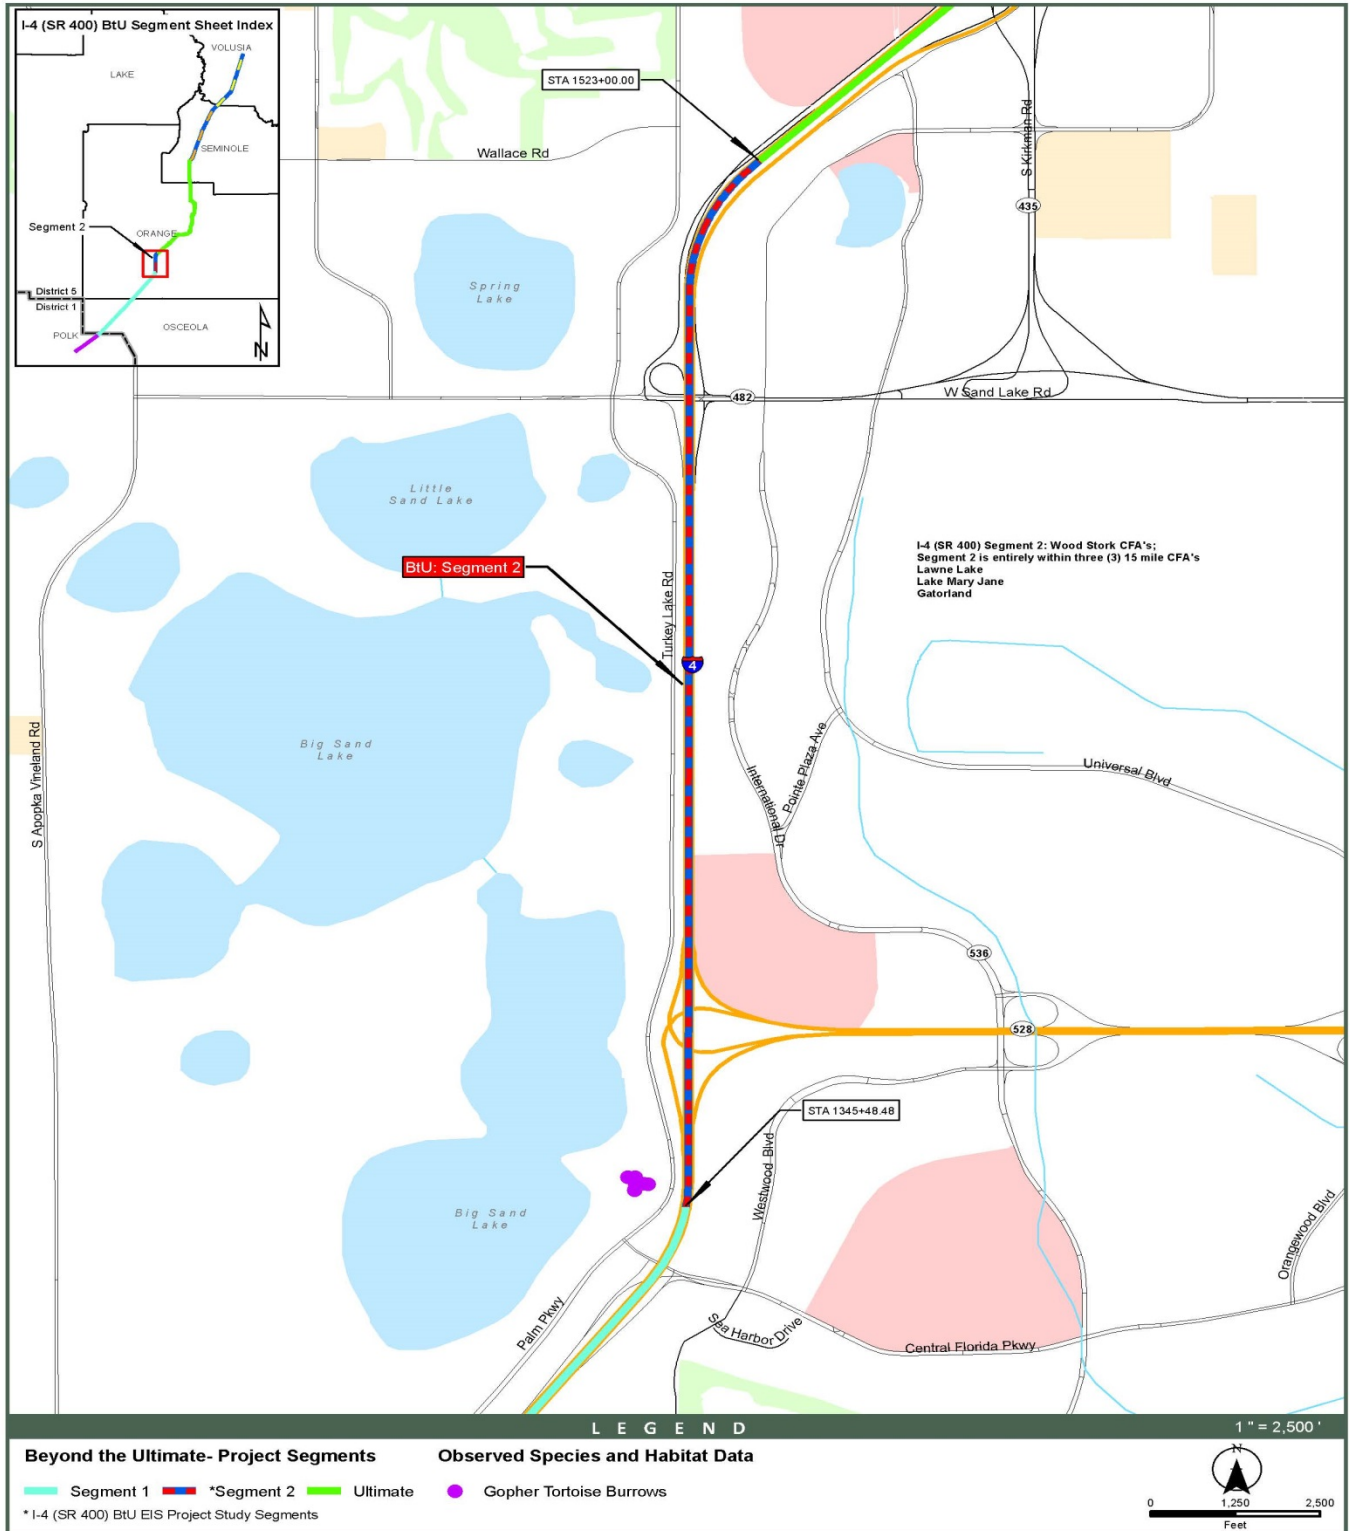 I-4 (SR 400) BtU Segment Sheet Index
VOLUSIA
LAKE
SEMINOLE
Segment 2
ORANGE
District 5
District 1
POLK
OSCEOLA
N
STA 1523+00.00
Wallace Rd
S Kirkman Rd
435
Spring
Lake
482
W Sand Lake Rd
Little
Sand Lake
I-4 (SR 400) Segment 2: Wood Stork CFA's;
Segment 2 is entirely within three (3) 15 mile CFA's
Lawne Lake
Lake Mary Jane
Gatorland
BtU: Segment 2
Turkey Lake Rd
4
S Apopka Vineland Rd
Big Sand
Lake
International Dr
Pointe Plaza Ave
Universal Blvd
536
528
STA 1345+48.48
Westwood Blvd
Big Sand
Lake
Orangewood Blvd
Palm Pkwy
Sea Harbor Drive
Central Florida Pkwy
LEGEND
1 " = 2,500 '
Beyond the Ultimate- Project Segments
Observed Species and Habitat Data
Segment 1
*Segment 2
Ultimate
Gopher Tortoise Burrows
* I-4 (SR 400) BtU EIS Project Study Segments
N
0 1,250 2,500
Feet